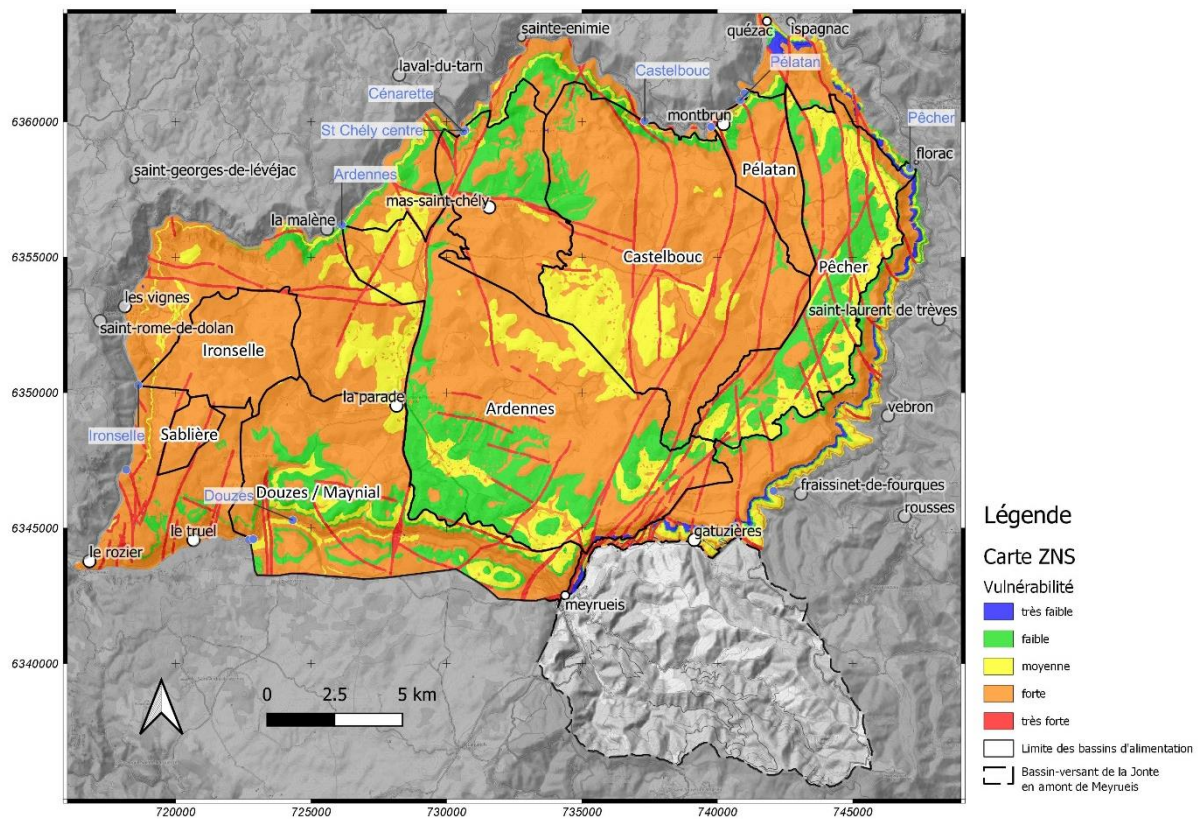 sainte-enimie
quézac
ispagnac
laval-du-tarn
Castelbouc
Pélatan
Cénarette
St Chély centre
montbrun
Pêcher
florac
saint-georges-de-lévéjac
Ardennes
Pélatan
mas-saint-chély
la malène
Castelbouc
Pêcher
les vignes
saint-rome-de-dolan
saint-laurent de trèves
Ironselle
la parade
Ardennes
vebron
Sablière
Ironselle
Douzes / Maynial
Douzes
fraissinet-de-fourques
rousses
le truel
gatuzières
le rozier
meyrueis
6360000
6355000
6350000
6345000
6340000
0 2.5 5 km
720000 725000 730000 735000 740000 745000
Légende
Carte ZNS
Vulnérabilité
très faible
faible
moyenne
forte
très forte
Limite des bassins d'alimentation
Bassin-versant de la Jonte
en amont de Meyrueis